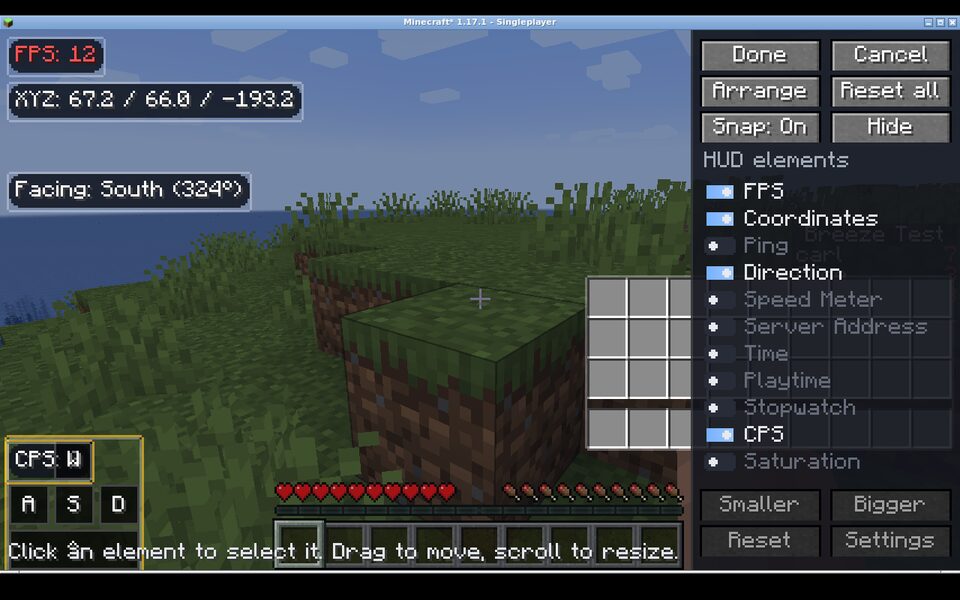 Minecraft* 1.17.1 - Singleplayer
FPS: 12
XYZ: 67.2 / 66.0 / -193.2
Facing: South (324°)
Done
Cancel
Arrange
Reset all
Snap: On
Hide
HUD elements
FPS
Coordinates
Ping
Breeze Test
carl
Direction
Speed Meter
Server Address
Time
Playtime
Stopwatch
CPS
Saturation
Smaller
Bigger
Reset
Settings
CPS W
A S D
Click an element to select it. Drag to move, scroll to resize.